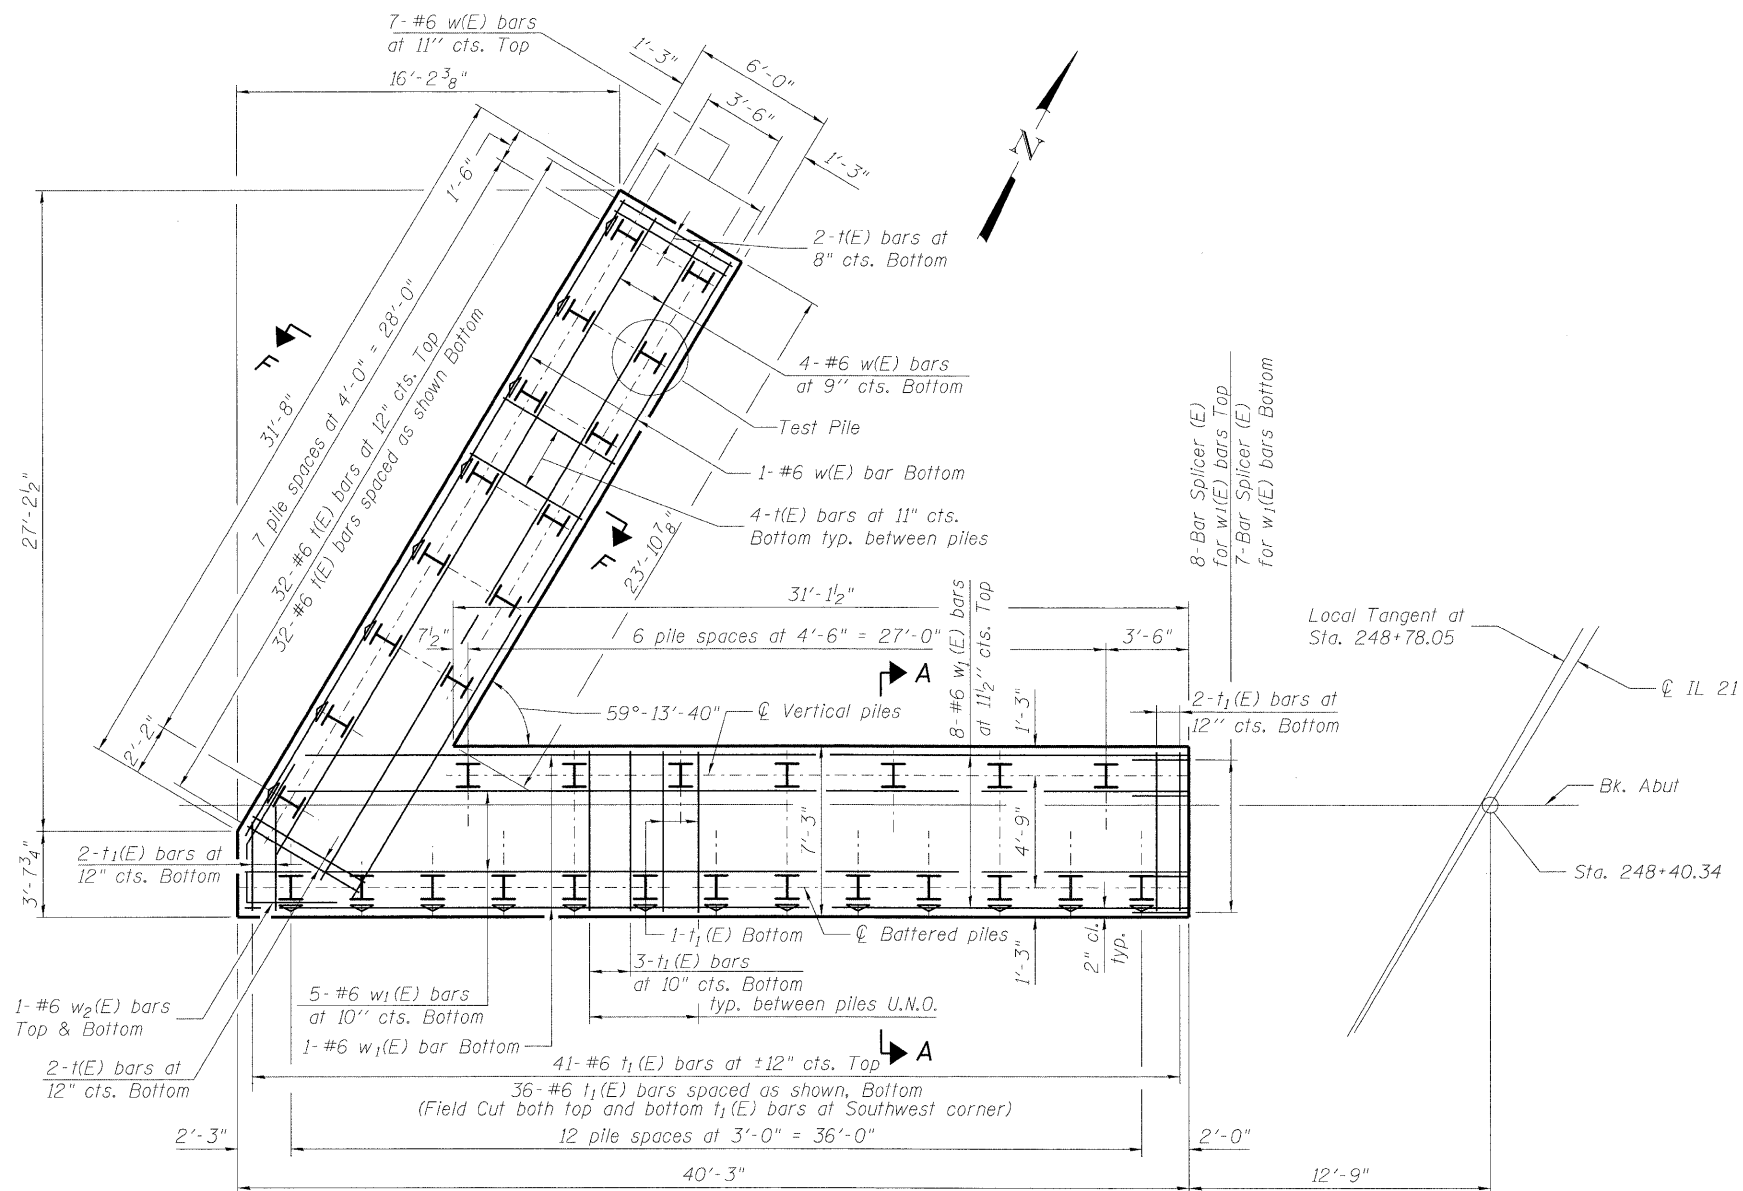 7-#6 w(E) bars
at 11" cts. Top
16'-2 3/8"
1'-3"
6'-0"
3'-6"
1'-3"
N
1'-6"
2-t(E) bars at
8" cts. Bottom
31'-8"
7 pile spaces at 4'-0" = 28'-0"
32-#6 t(E) bars at 12" cts. Top
32-#6 t(E) bars spaced as shown Bottom
F
4-#6 w(E) bars
at 9" cts. Bottom
Test Pile
1-#6 w(E) bar Bottom
4-t(E) bars at 11" cts.
Bottom typ. between piles
F
23'-10 7/8"
27'-2 1/2"
8-Bar Splicer (E)
for w1(E) bars Top
7-Bar Splicer (E)
for w1(E) bars Bottom
31'-1 1/2"
7 1/2"
6 pile spaces at 4'-6" = 27'-0"
3'-6"
8-#6 w1(E) bars
at 11 1/2" cts. Top
A
Local Tangent at
Sta. 248+78.05
℄ IL 21
59°-13'-40"
℄ Vertical piles
1'-3"
2-t1(E) bars at
12" cts. Bottom
2'-2"
Bk. Abut
7'-3"
4'-9"
2-t1(E) bars at
12" cts. Bottom
3'-7 3/4"
Sta. 248+40.34
1-t1(E) Bottom
℄ Battered piles
1'-3"
2" cl.
typ.
3-t1(E) bars
at 10" cts. Bottom
typ. between piles U.N.O.
1-#6 w2(E) bars
Top & Bottom
5-#6 w1(E) bars
at 10" cts. Bottom
1-#6 w1(E) bar Bottom
A
2-t(E) bars at
12" cts. Bottom
41-#6 t1(E) bars at ±12" cts. Top
36-#6 t1(E) bars spaced as shown, Bottom
(Field Cut both top and bottom t1(E) bars at Southwest corner)
2'-3"
12 pile spaces at 3'-0" = 36'-0"
2'-0"
40'-3"
12'-9"